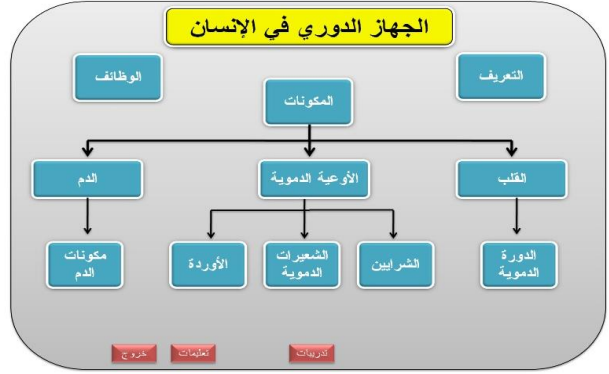 الجهاز الدوري في الإنسان
التعريف
الوظائف
المكونات
القلب
الأوعية الدموية
الدم
الدورة
الدموية
الشرايين
الشعيرات
الدموية
الأوردة
مكونات
الدم
تدريبات
تعليمات
خروج